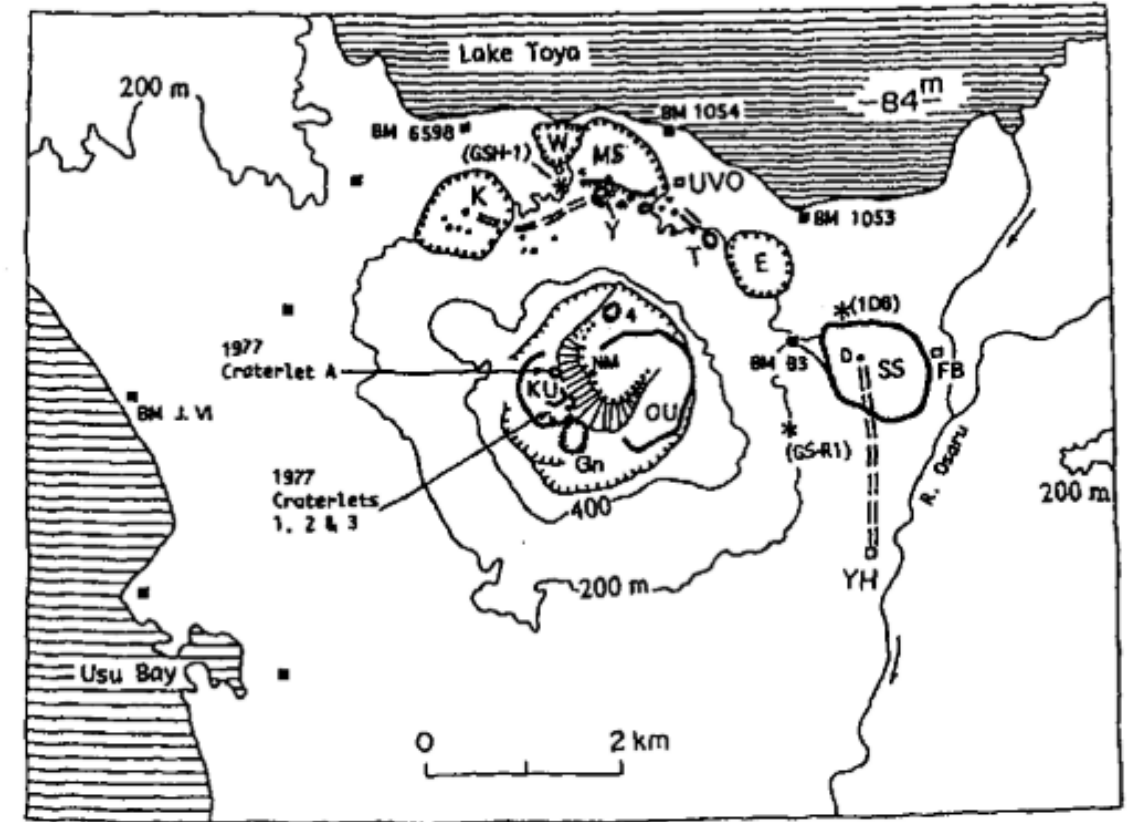 Lake Toya
200 m
-84 m
BM 6598
BM 1054
(GSH-1)
W
MS
UVO
K
BM 1053
Y
T
E
4
(108)
1977
Craterlet A
NM
BM 83
D
SS
FB
KU
BM J. VI
OU
Gn
(GS-R1)
1977
Craterlets
1, 2 & 3
400
R. Osaru
200 m
200 m
YH
Usu Bay
0
2 km